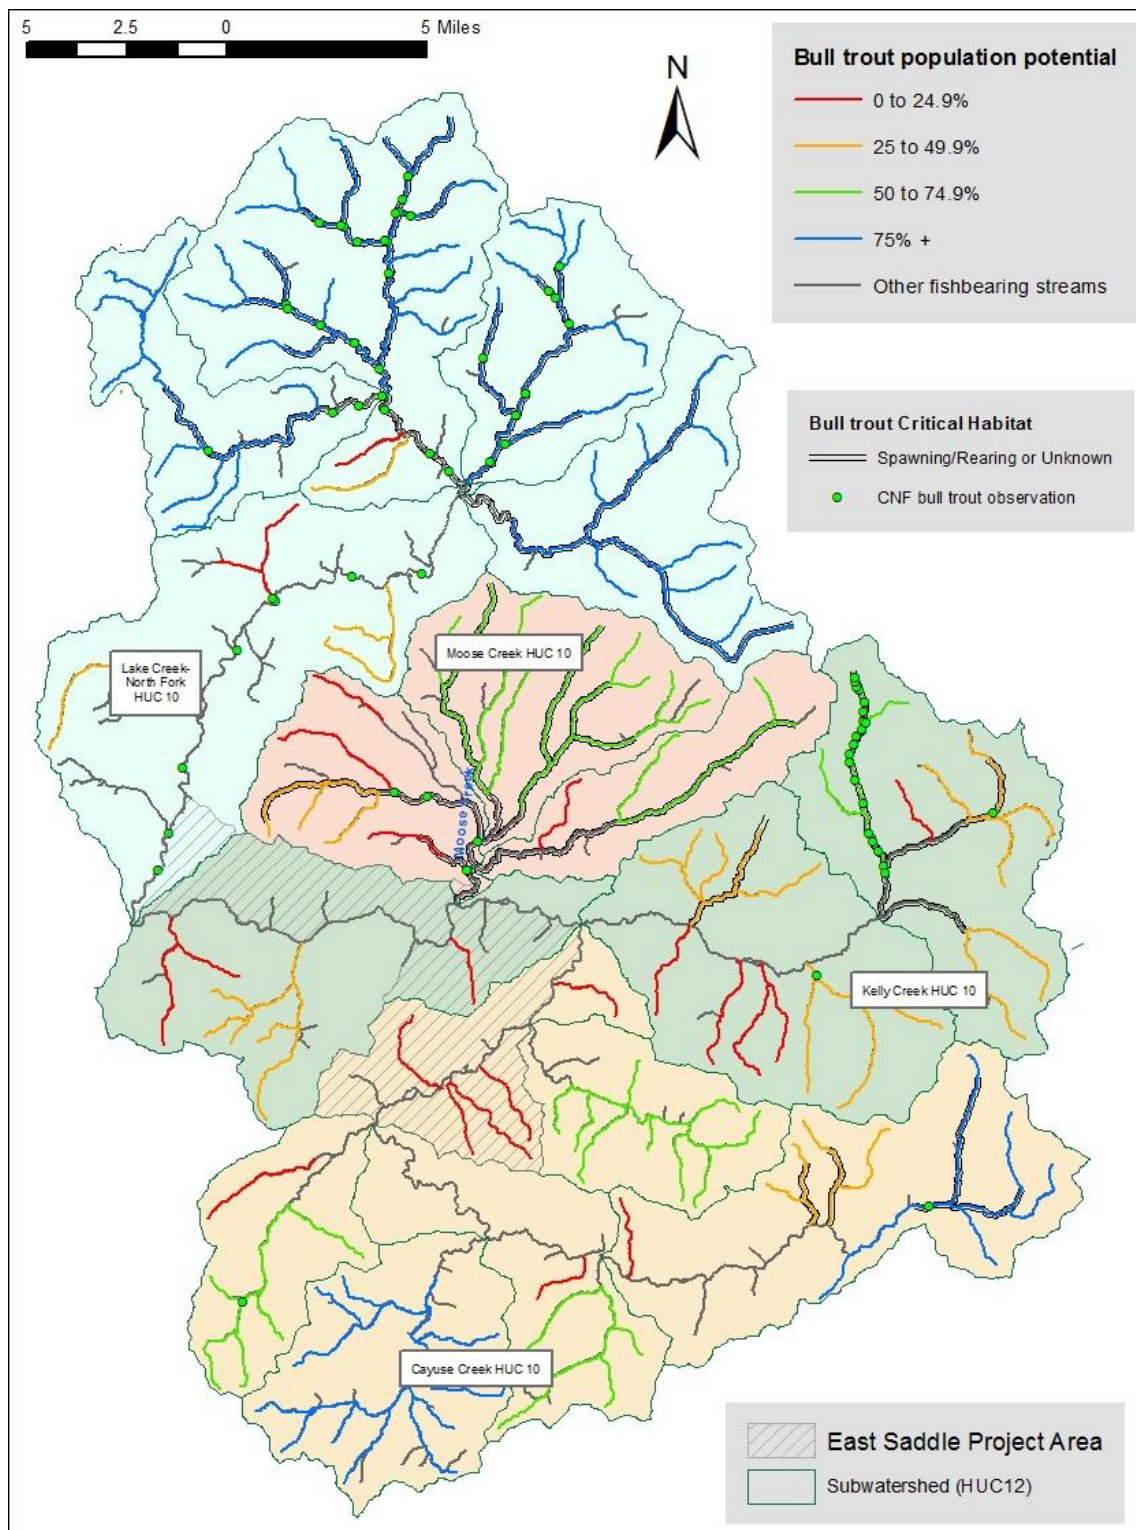 5 2.5 0 5 Miles
N
Bull trout population potential
0 to 24.9%
25 to 49.9%
50 to 74.9%
75% +
Other fishbearing streams
Bull trout Critical Habitat
Spawning/Rearing or Unknown
CNF bull trout observation
Moose Creek HUC 10
Lake Creek-
North Fork
HUC 10
Moose Creek
Kelly Creek HUC 10
Cayuse Creek HUC 10
East Saddle Project Area
Subwatershed (HUC12)